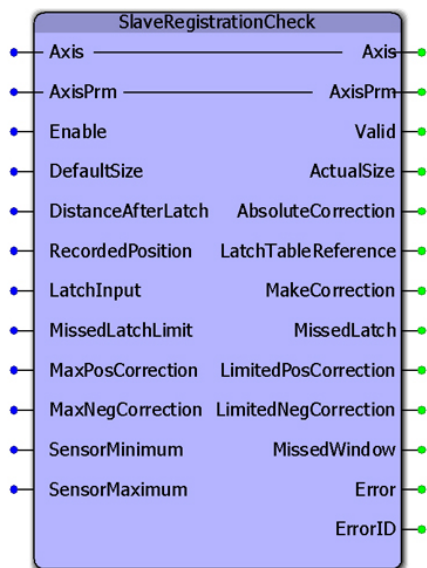 SlaveRegistrationCheck
Axis Axis
AxisPrm AxisPrm
Enable Valid
DefaultSize ActualSize
DistanceAfterLatch AbsoluteCorrection
RecordedPosition LatchTableReference
LatchInput MakeCorrection
MissedLatchLimit MissedLatch
MaxPosCorrection LimitedPosCorrection
MaxNegCorrection LimitedNegCorrection
SensorMinimum MissedWindow
SensorMaximum Error
ErrorID